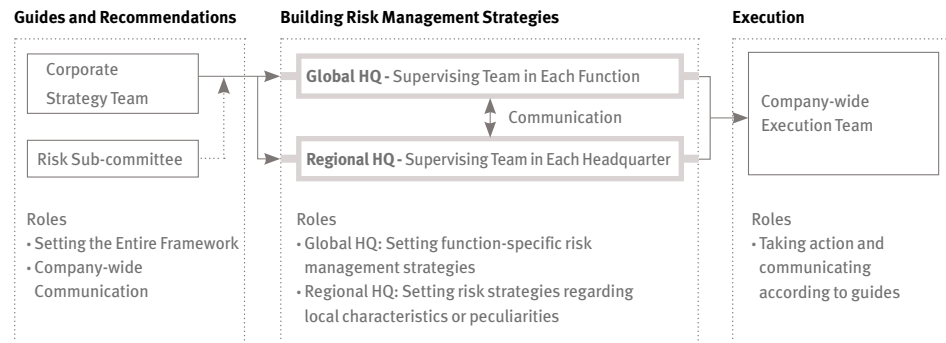 Guides and Recommendations
Corporate
Strategy Team
Risk Sub-committee
Roles
• Setting the Entire Framework
• Company-wide
Communication
Building Risk Management Strategies
Global HQ - Supervising Team in Each Function
Communication
Regional HQ - Supervising Team in Each Headquarter
Roles
• Global HQ: Setting function-specific risk
management strategies
• Regional HQ: Setting risk strategies regarding
local characteristics or peculiarities
Execution
Company-wide
Execution Team
Roles
• Taking action and
communicating
according to guides